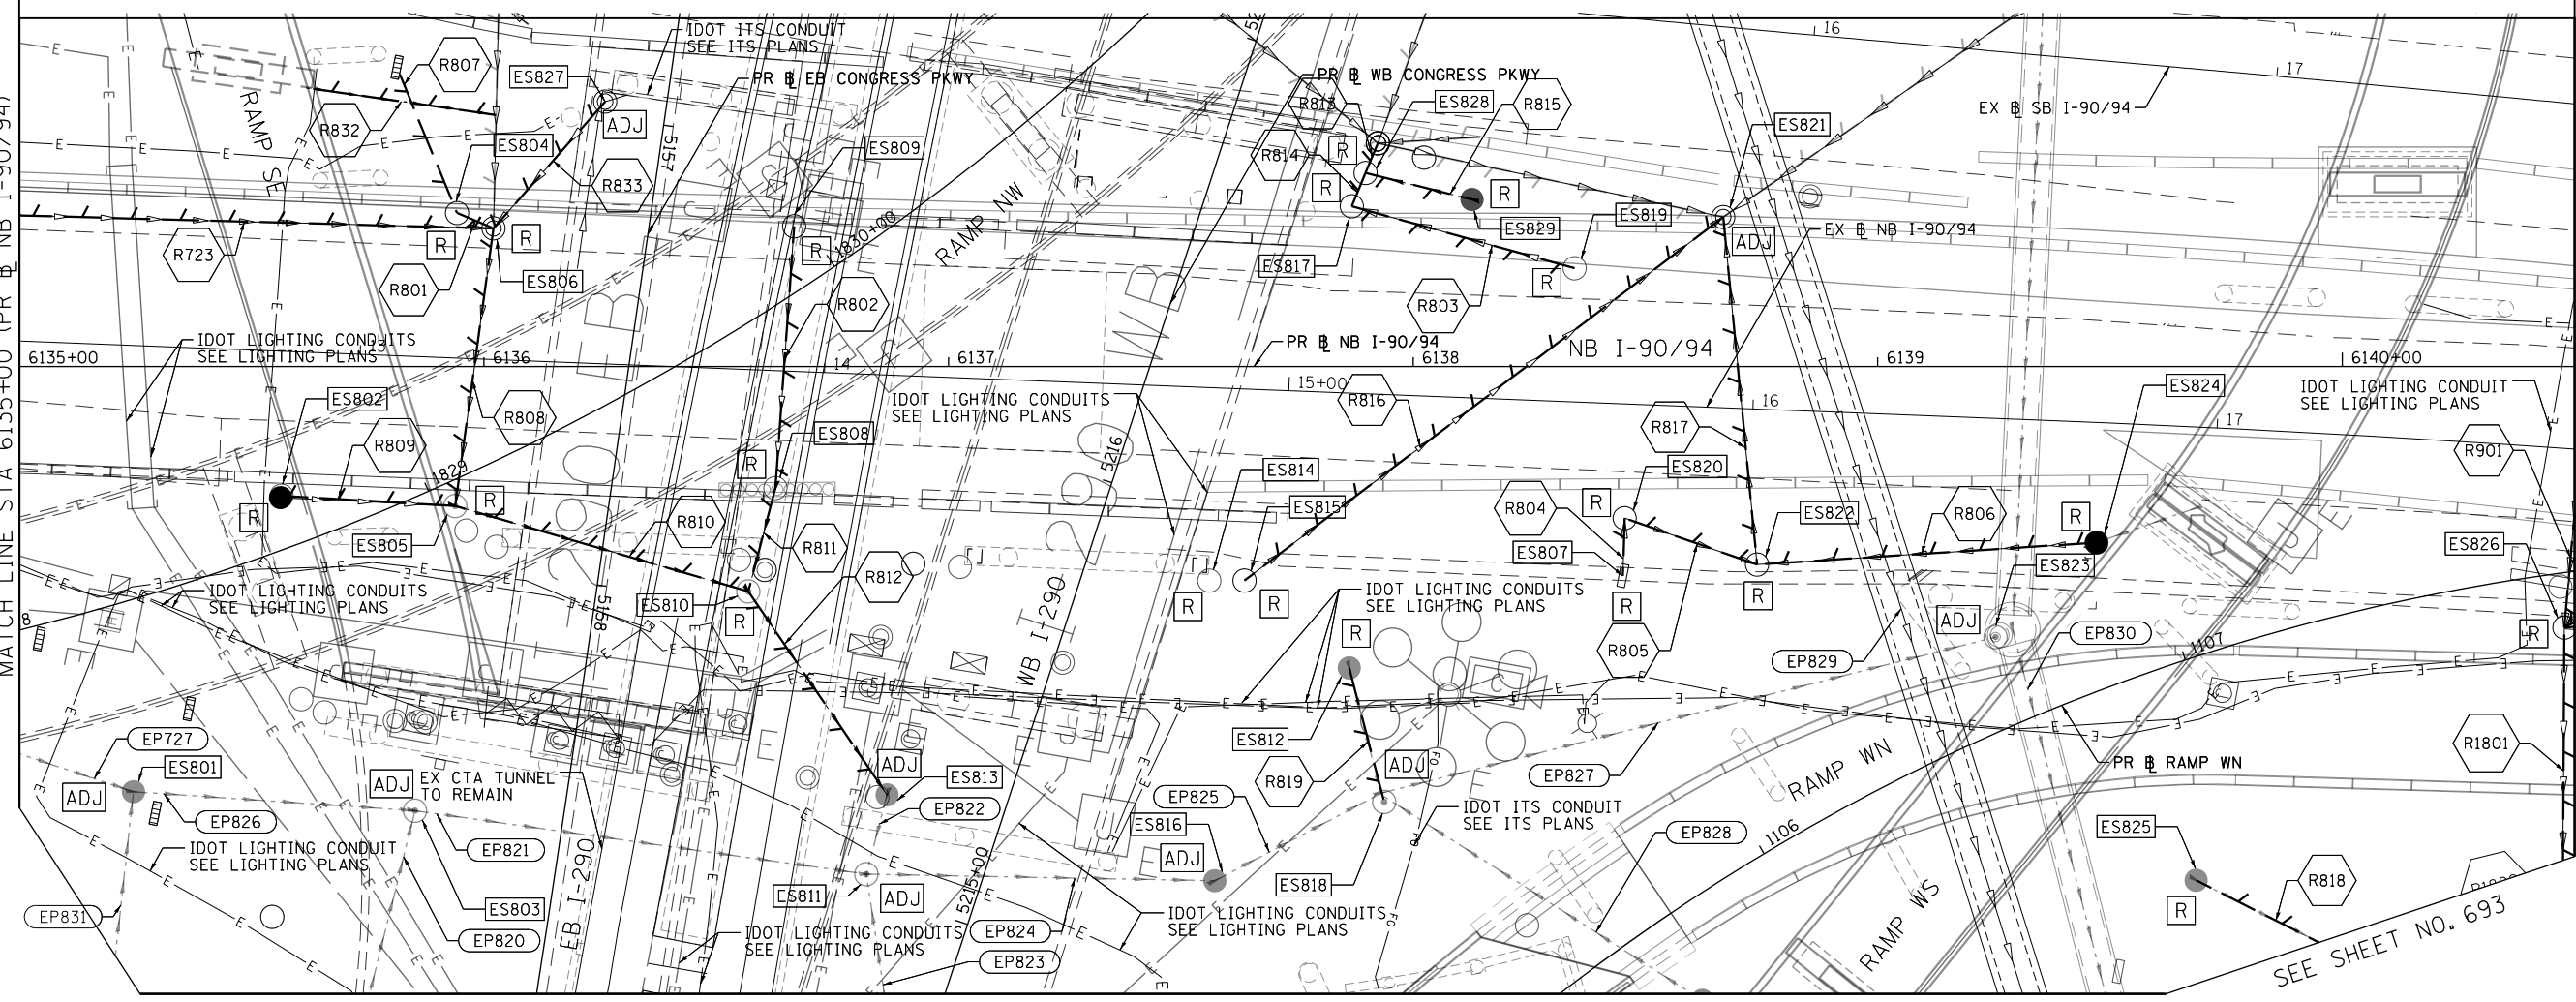 MATCH LINE STA 6135+00 (PR ⅊ NB I-90/94)
IDOT ITS CONDUIT
SEE ITS PLANS
PR ⅊ EB CONGRESS PKWY
PR ⅊ WB CONGRESS PKWY
16
17
EX ⅊ SB I-90/94
R807
ES827
R832
RAMP SE
ES804
ADJ
R833
5157
ES809
R813
ES828
R815
R814
R
ES821
R
R
ES829
ES819
R723
R
R
R801
ES806
R
1830+00
RAMP NW
R802
ES817
R
R803
ADJ
EX ⅊ NB I-90/94
IDOT LIGHTING CONDUITS
SEE LIGHTING PLANS
6135+00
13
6136
14
6137
PR ⅊ NB I-90/94
6138
NB I-90/94
6139
6140+00
15+00
16
17
ES802
R809
R808
1829
IDOT LIGHTING CONDUITS
SEE LIGHTING PLANS
R816
R817
ES824
IDOT LIGHTING CONDUIT
SEE LIGHTING PLANS
R901
ES808
R
5216
ES814
ES815
ES820
R
R804
ES822
R806
R
R
R
ES805
R810
R811
R812
ES807
ES823
ES826
IDOT LIGHTING CONDUITS
SEE LIGHTING PLANS
5158
ES810
R
WB I-290
R
R
IDOT LIGHTING CONDUITS
SEE LIGHTING PLANS
R
R
R
R805
ADJ
EP829
EP830
1107
R
8
EP727
ES801
ADJ
ADJ
EX CTA TUNNEL
TO REMAIN
ADJ
ES813
EP822
ES812
R819
ADJ
EP827
EP825
RAMP WN
PR ⅊ RAMP WN
R1801
EP826
EP821
IDOT LIGHTING CONDUIT
SEE LIGHTING PLANS
ES816
ADJ
IDOT ITS CONDUIT
SEE ITS PLANS
EP828
1106
ES825
R
R818
EP831
ES803
EP820
EB I-290
ES811
ADJ
5215+00
ES818
IDOT LIGHTING CONDUITS
SEE LIGHTING PLANS
EP824
EP823
IDOT LIGHTING CONDUITS
SEE LIGHTING PLANS
RAMP WS
SEE SHEET NO. 693